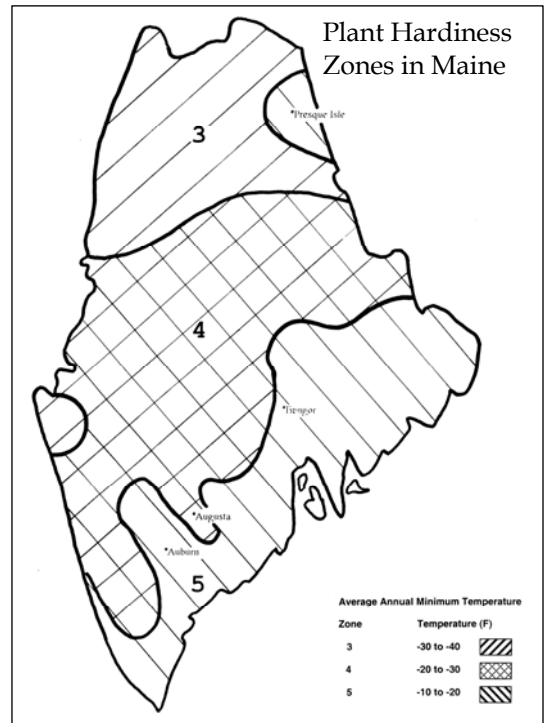 Plant Hardiness
Zones in Maine
Presque Isle
3
4
Augusta
Auburn
5
Average Annual Minimum Temperature
Zone Temperature (F)
3 -30 to -40
4 -20 to -30
5 -10 to -20